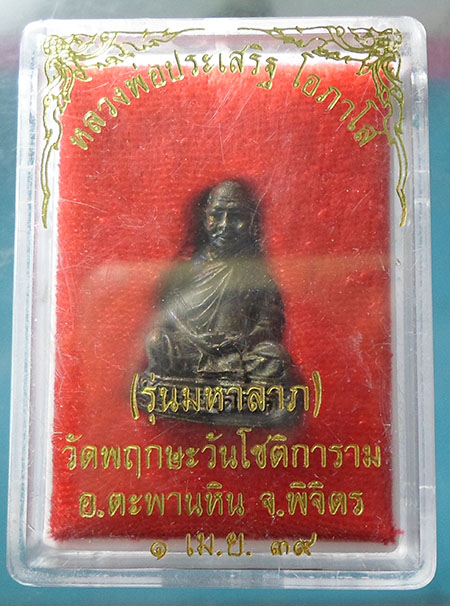 หลวงพ่อประเสริฐ โอภาโส
(รุ่นมหาลาภ)
วัดพฤกษะวันโชติการาม
อ.ตะพานหิน จ.พิจิตร
๑ เม.ย. ๓๙